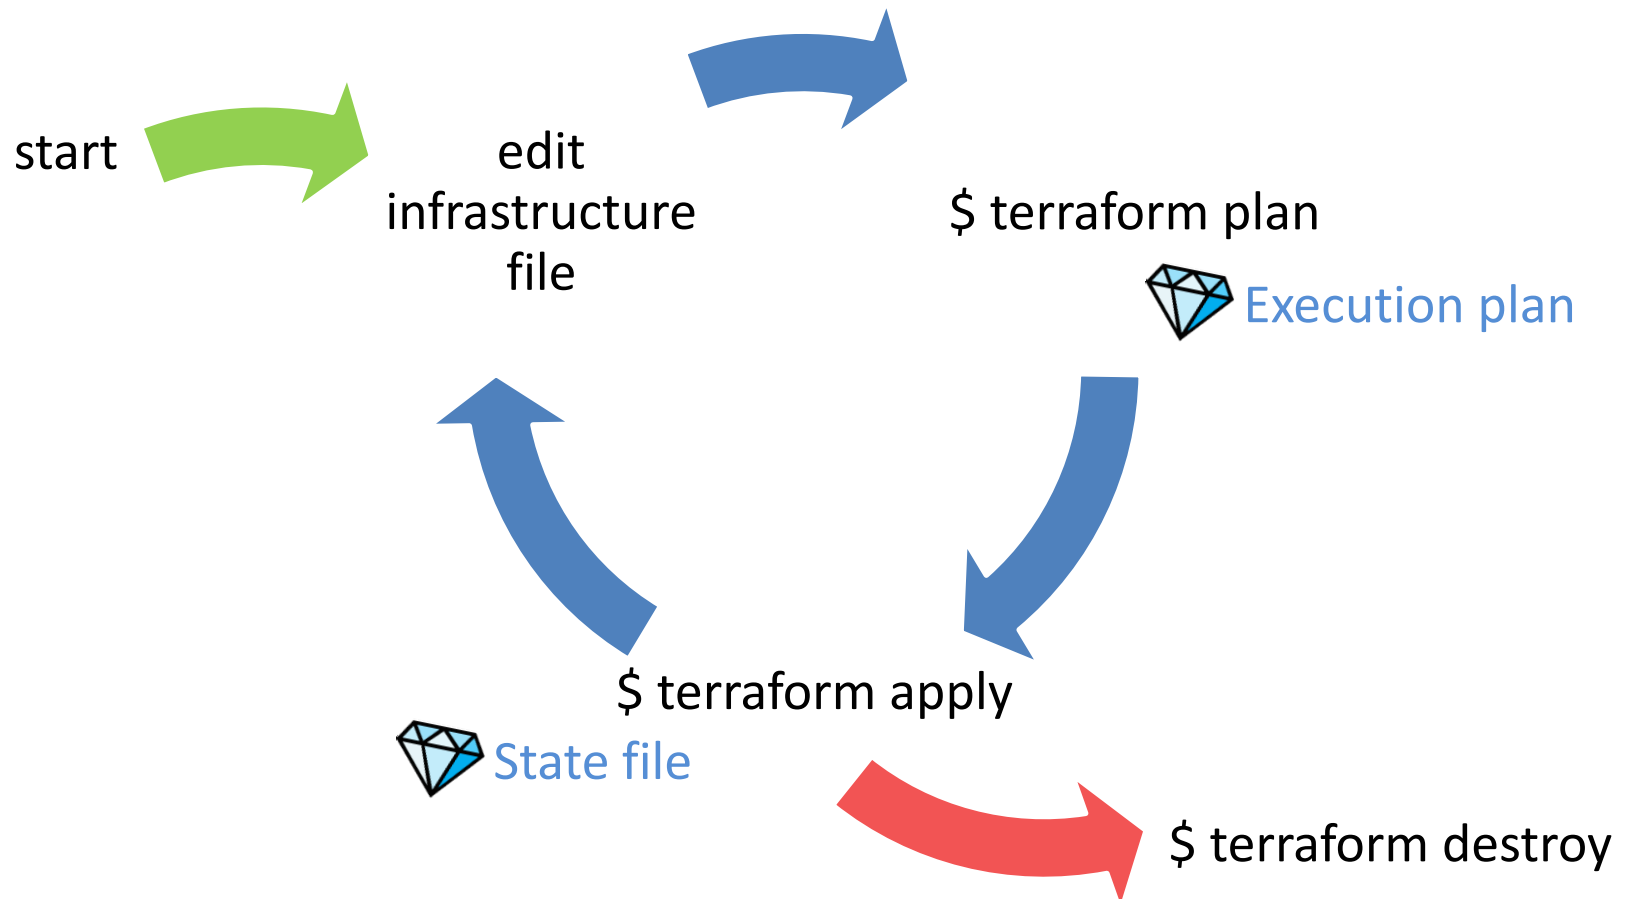 start
edit
infrastructure
file
$ terraform plan
Execution plan
$ terraform apply
State file
$ terraform destroy